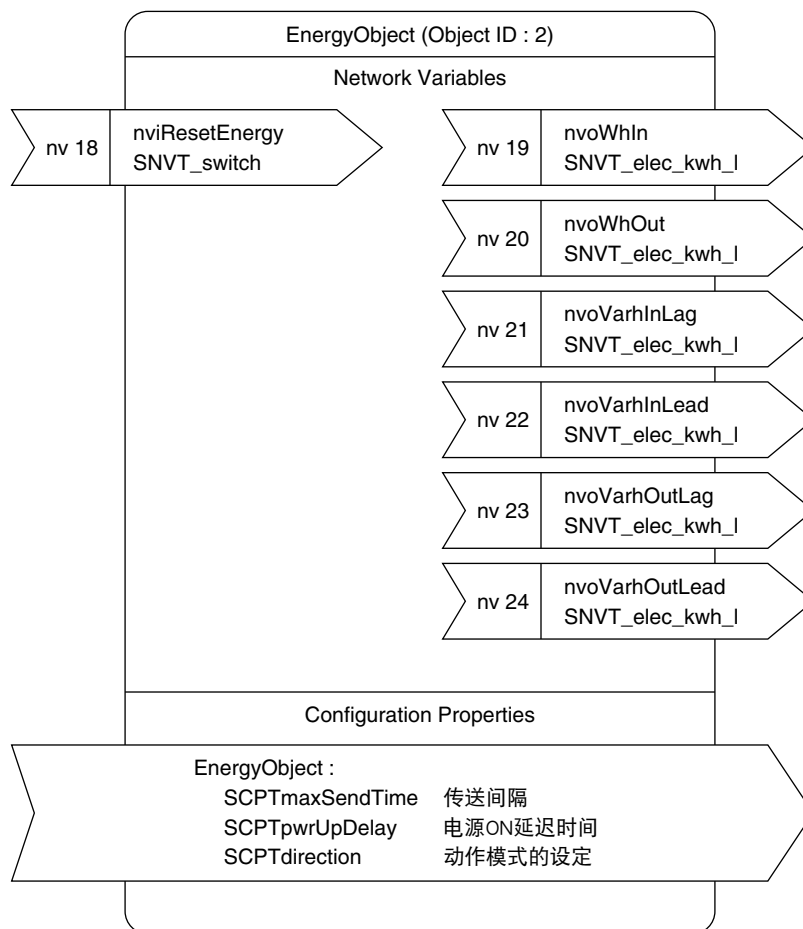 EnergyObject (Object ID : 2)
Network Variables
nv 18
nviResetEnergy
SNVT_switch
nv 19
nvoWhIn
SNVT_elec_kwh_l
nv 20
nvoWhOut
SNVT_elec_kwh_l
nv 21
nvoVarhInLag
SNVT_elec_kwh_l
nv 22
nvoVarhInLead
SNVT_elec_kwh_l
nv 23
nvoVarhOutLag
SNVT_elec_kwh_l
nv 24
nvoVarhOutLead
SNVT_elec_kwh_l
Configuration Properties
EnergyObject :
SCPTmaxSendTime 传送间隔
SCPTpwrUpDelay 电源ON延迟时间
SCPTdirection 动作模式的设定